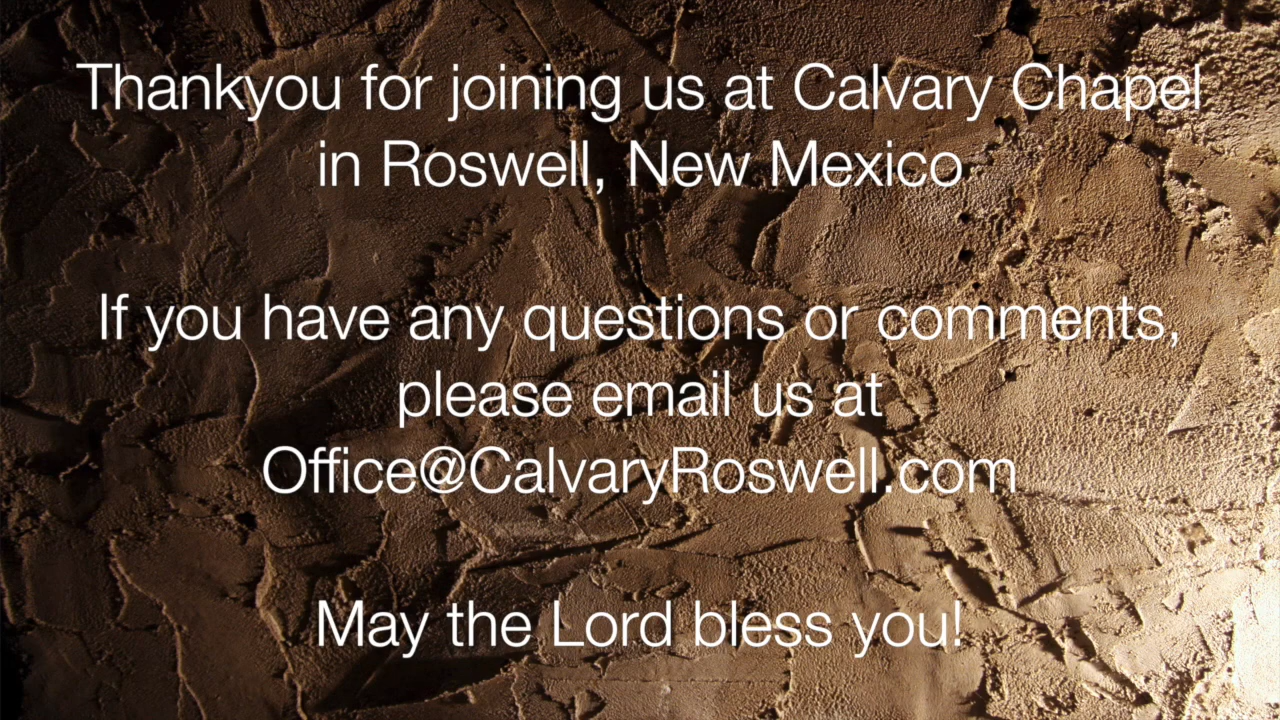 Thankyou for joining us at Calvary Chapel
in Roswell, New Mexico
If you have any questions or comments,
please email us at
Office@CalvaryRoswell.com
May the Lord bless you!